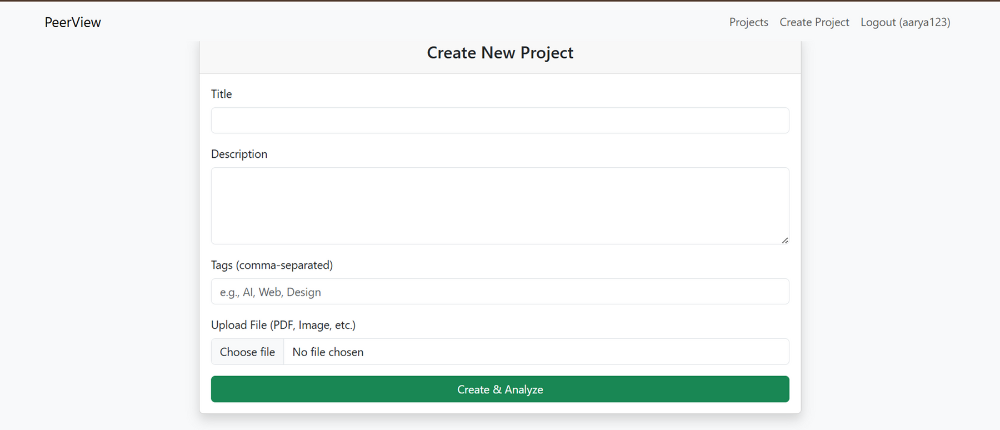 PeerView
Projects Create Project Logout (aarya123)
Create New Project
Title
Description
Tags (comma-separated)
e.g., AI, Web, Design
Upload File (PDF, Image, etc.)
Choose file No file chosen
Create & Analyze